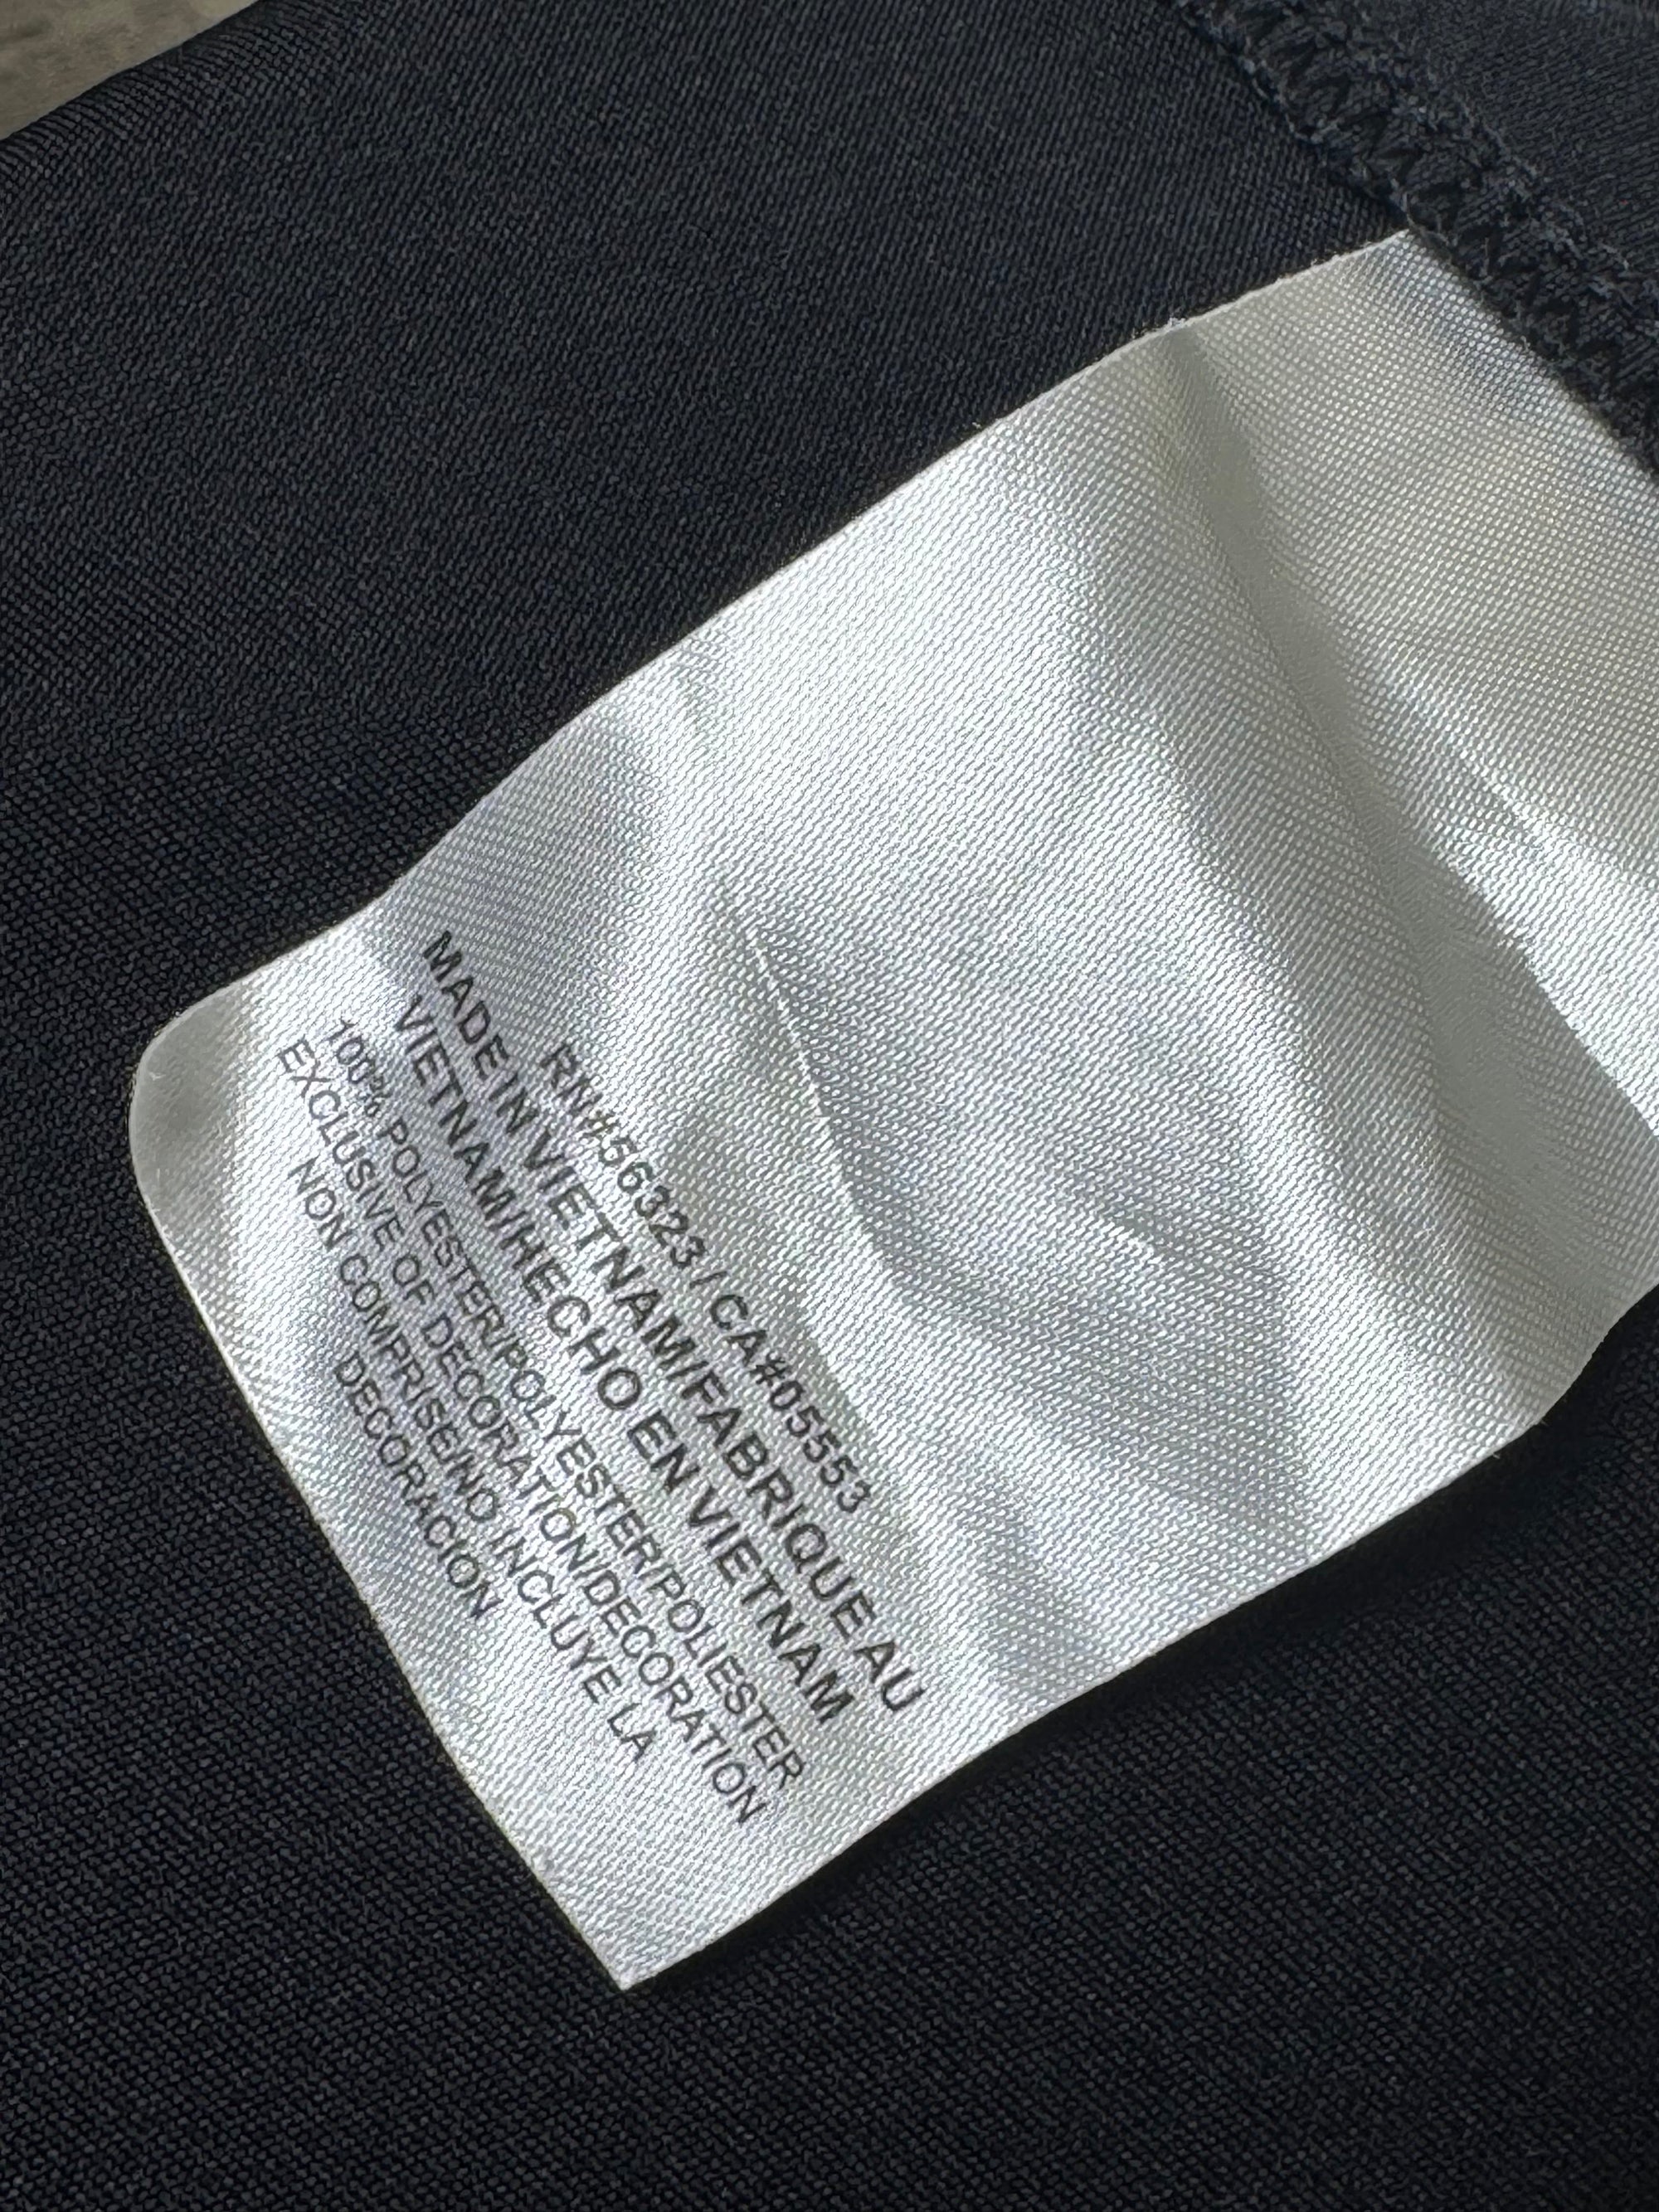 RN#56323 / CA#05553
MADE IN VIETNAM/FABRIQUE AU
VIETNAM/HECHO EN VIETNAM
100% POLYESTER/POLYESTER/POLIESTER
EXCLUSIVE OF DECORATION/DECORATION
NON COMPRISE/NO INCLUYE LA
DECORACION